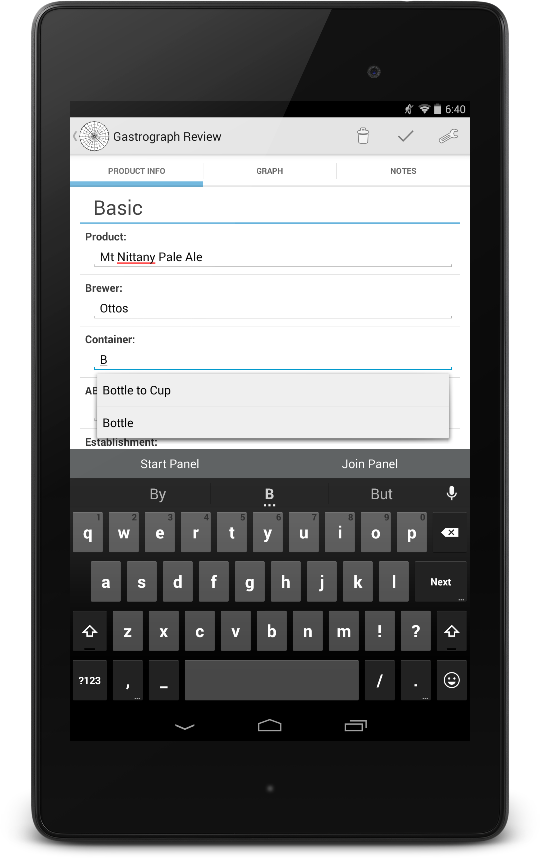 6:40
Gastrograph Review
PRODUCT INFO GRAPH NOTES
Basic
Product:
Mt Nittany Pale Ale
Brewer:
Ottos
Container:
B
AB
Bottle to Cup
Bottle
Establishment:
Start Panel Join Panel
By B But
1 2 3 4 5 6 7 8 9 0
q w e r t y u i o p
a s d f g h j k l Next
z x c v b n m ! ?
?123 , _ / .